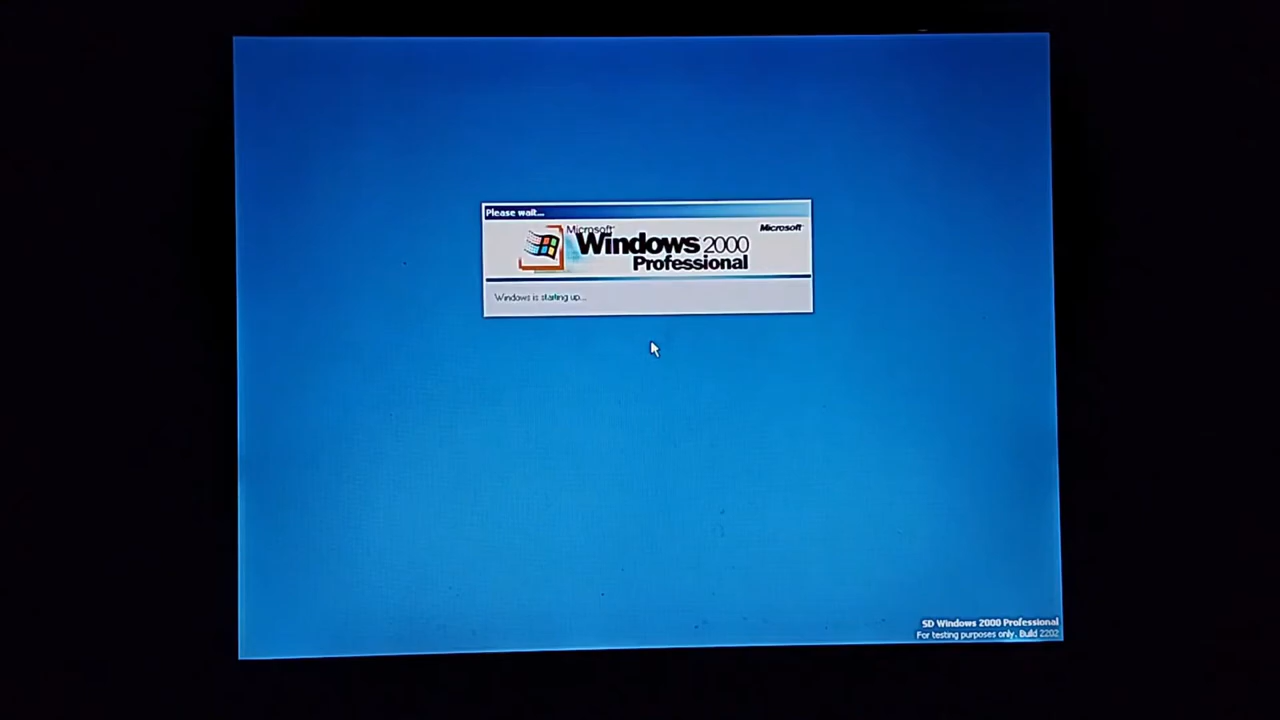 Please wait...
Microsoft
Microsoft
Windows 2000
Professional
Windows is starting up...
SD Windows 2000 Professional
For testing purposes only. Build 2202